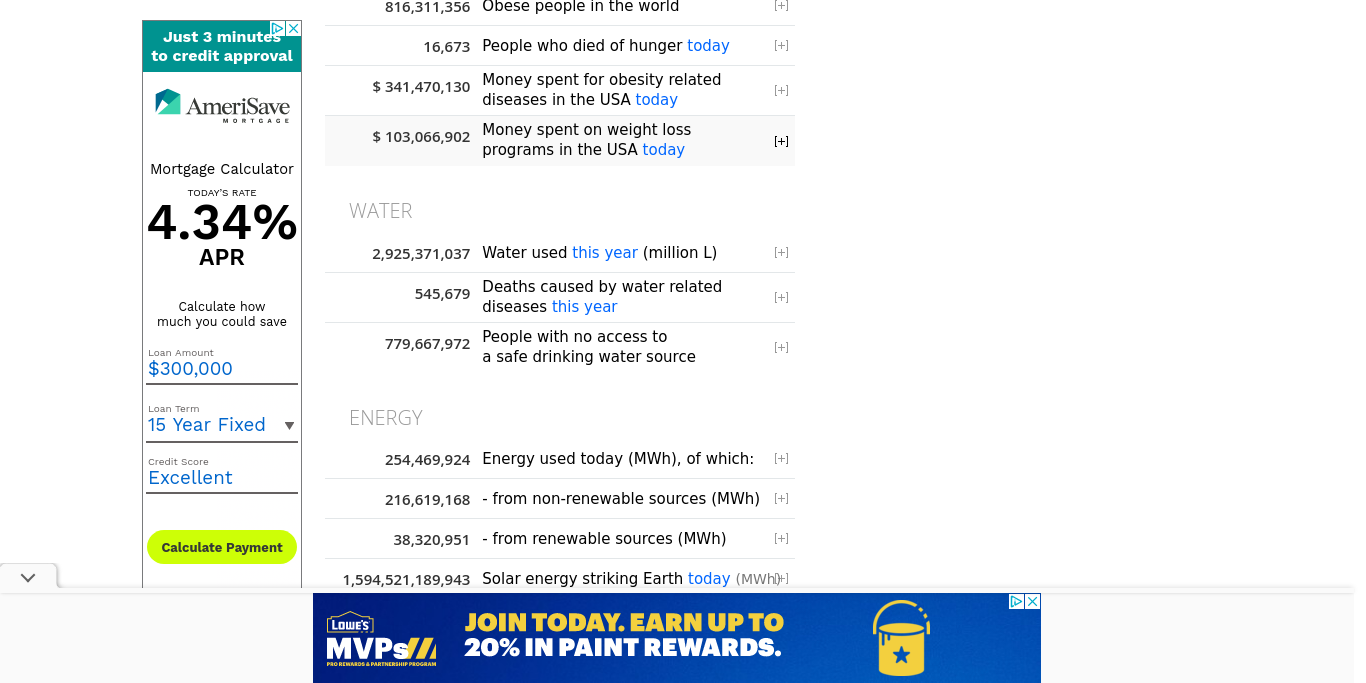 816,311,356 Obese people in the world [+]
16,673 People who died of hunger today [+]
$ 341,470,130 Money spent for obesity related
diseases in the USA today [+]
$ 103,066,902 Money spent on weight loss
programs in the USA today [+]
WATER
2,925,371,037 Water used this year (million L) [+]
545,679 Deaths caused by water related
diseases this year [+]
779,667,972 People with no access to
a safe drinking water source [+]
ENERGY
254,469,924 Energy used today (MWh), of which: [+]
216,619,168 - from non-renewable sources (MWh) [+]
38,320,951 - from renewable sources (MWh) [+]
1,594,521,189,943 Solar energy striking Earth today (MWh) [+]
Just 3 minutes
to credit approval
AmeriSave
MORTGAGE
Mortgage Calculator
TODAY'S RATE
4.34%
APR
Calculate how
much you could save
Loan Amount
$300,000
Loan Term
15 Year Fixed
Credit Score
Excellent
Calculate Payment
LOWE'S
MVPs
PRO REWARDS & PARTNERSHIP PROGRAM
JOIN TODAY. EARN UP TO
20% IN PAINT REWARDS.